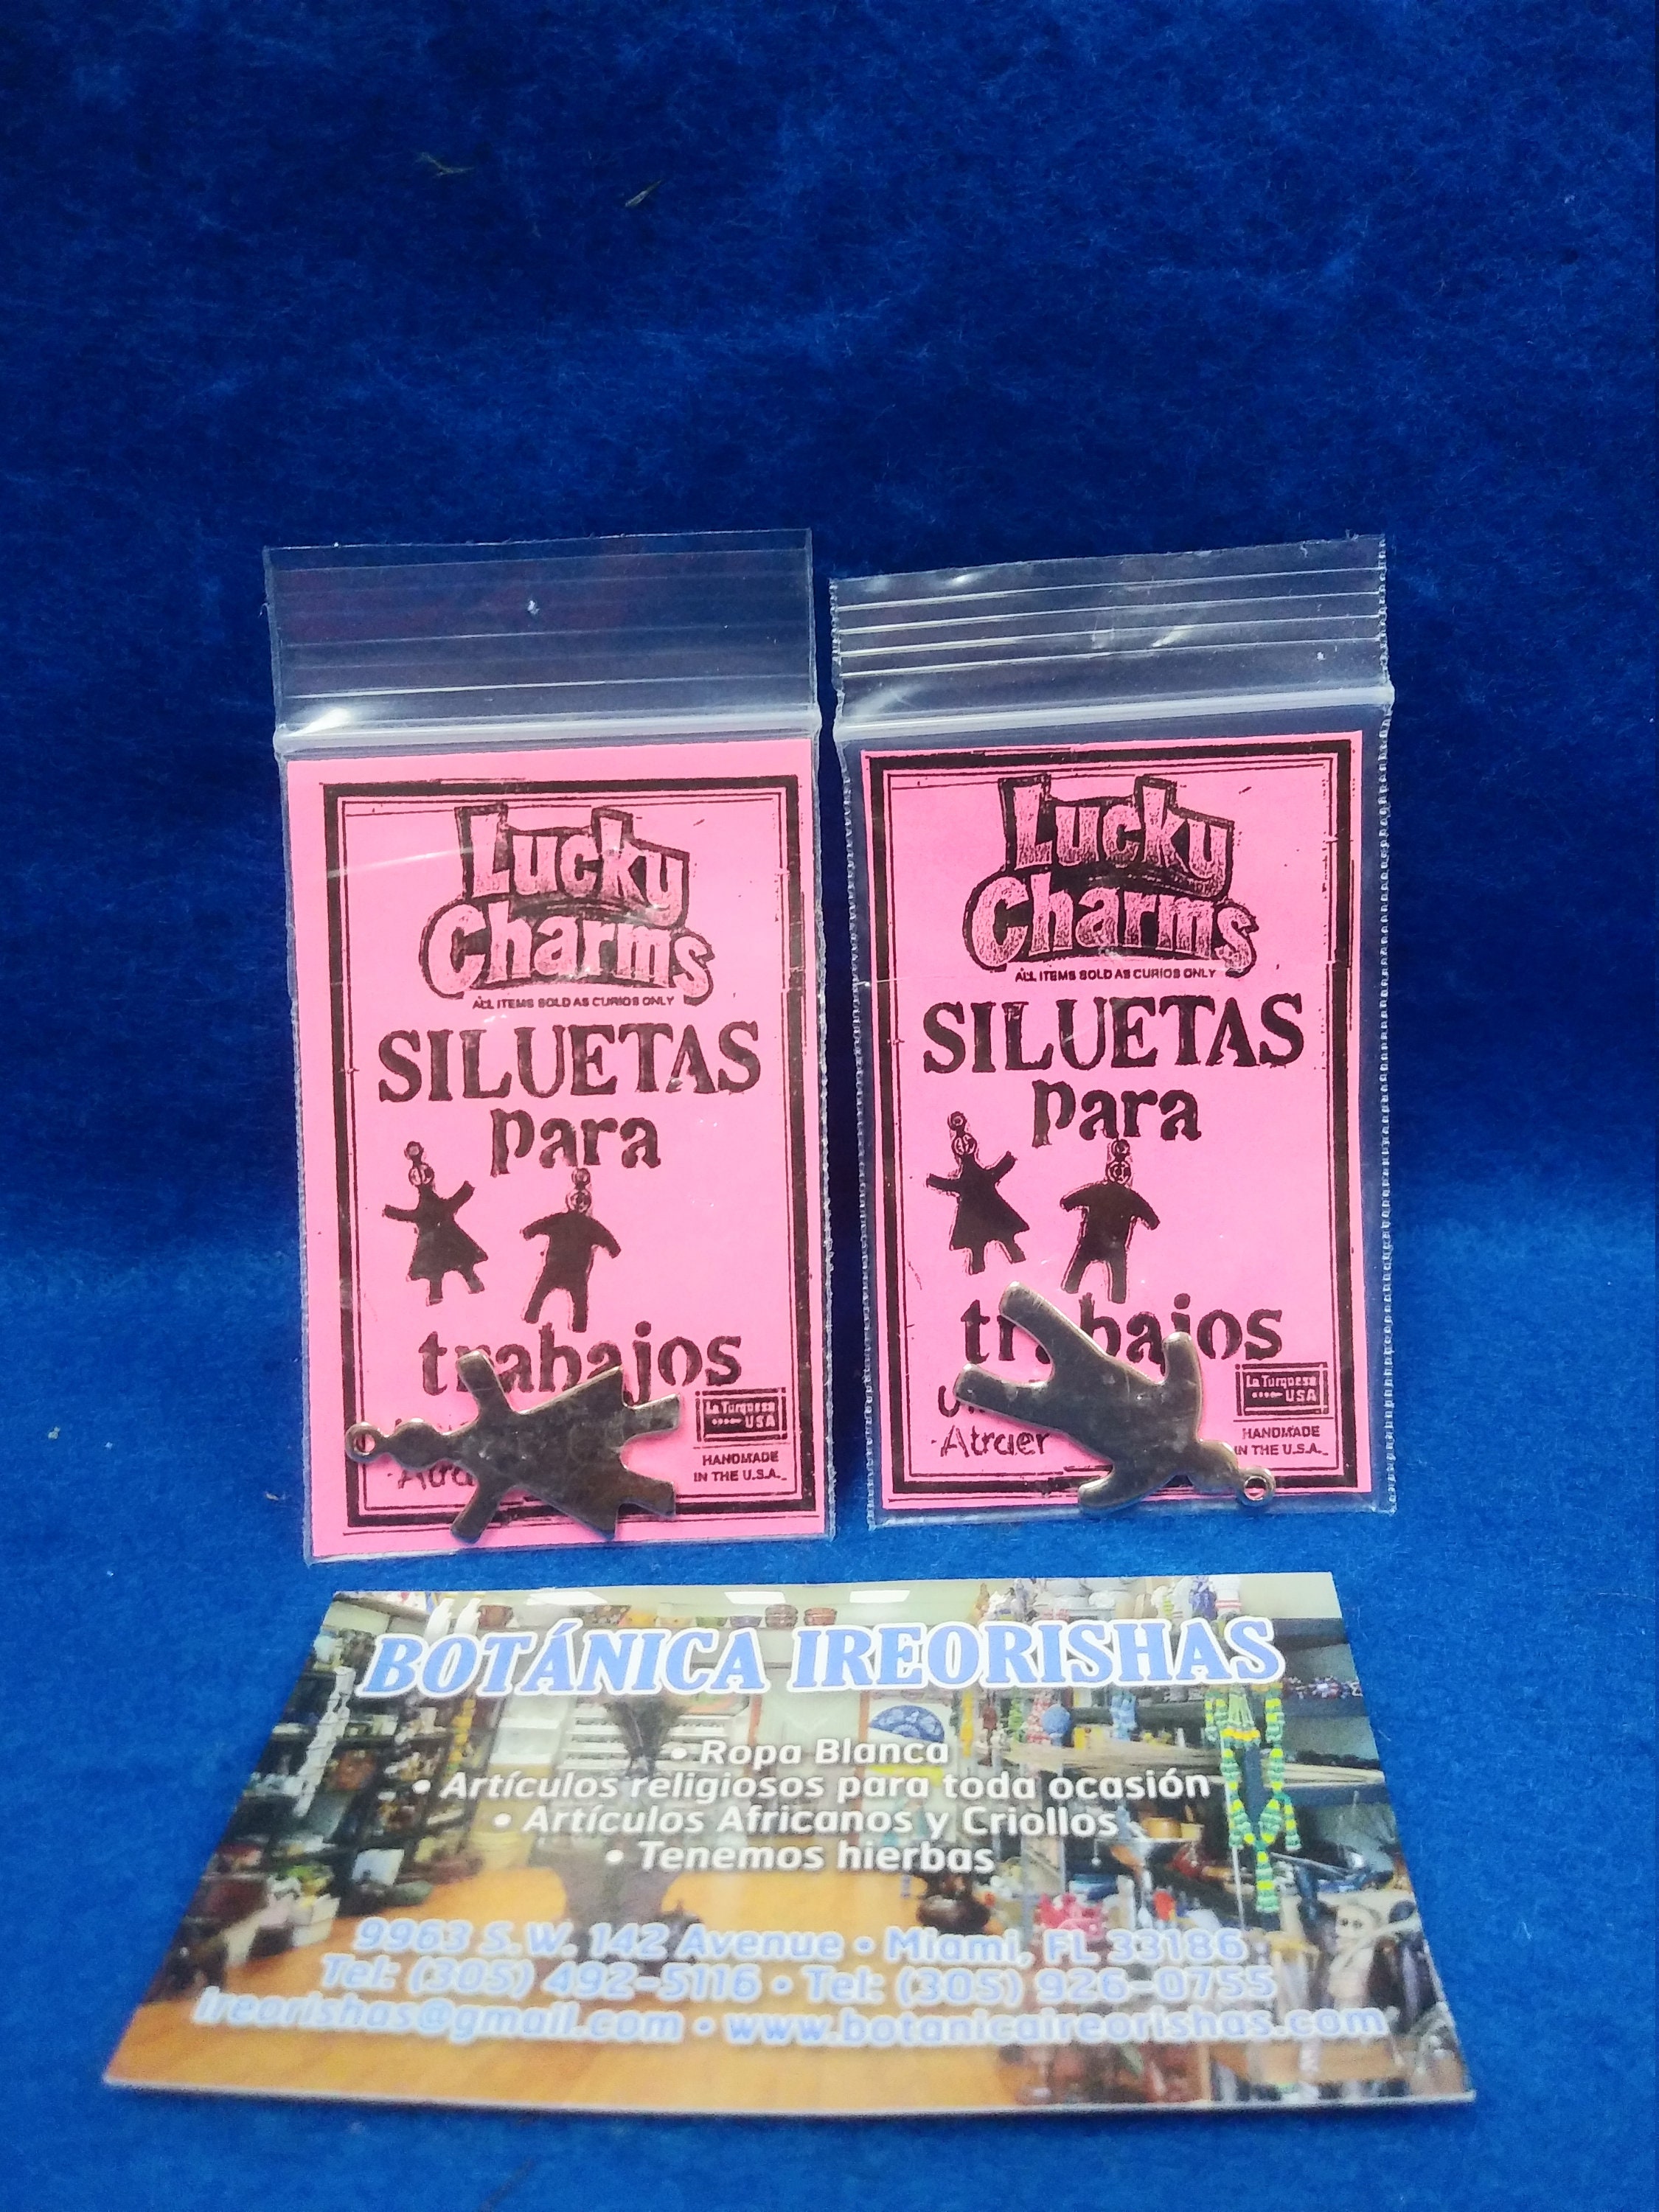 Lucky
Charms
ALL ITEMS SOLD AS CURIOS ONLY
SILUETAS
para
trabajos
La Turquesa
USA
HANDMADE
IN THE U.S.A.
Lucky
Charms
ALL ITEMS SOLD AS CURIOS ONLY
SILUETAS
para
trabajos
Atraer
La Turquesa
USA
HANDMADE
IN THE U.S.A.
BOTÁNICA IREORISHAS
• Ropa Blanca
• Artículos religiosos para toda ocasión
• Artículos Africanos y Criollos
• Tenemos hierbas
9963 S.W. 142 Avenue • Miami, FL 33186
Tel: (305) 492-5116 • Tel: (305) 926-0755
ireorishas@gmail.com • www.botanicaireorishas.com